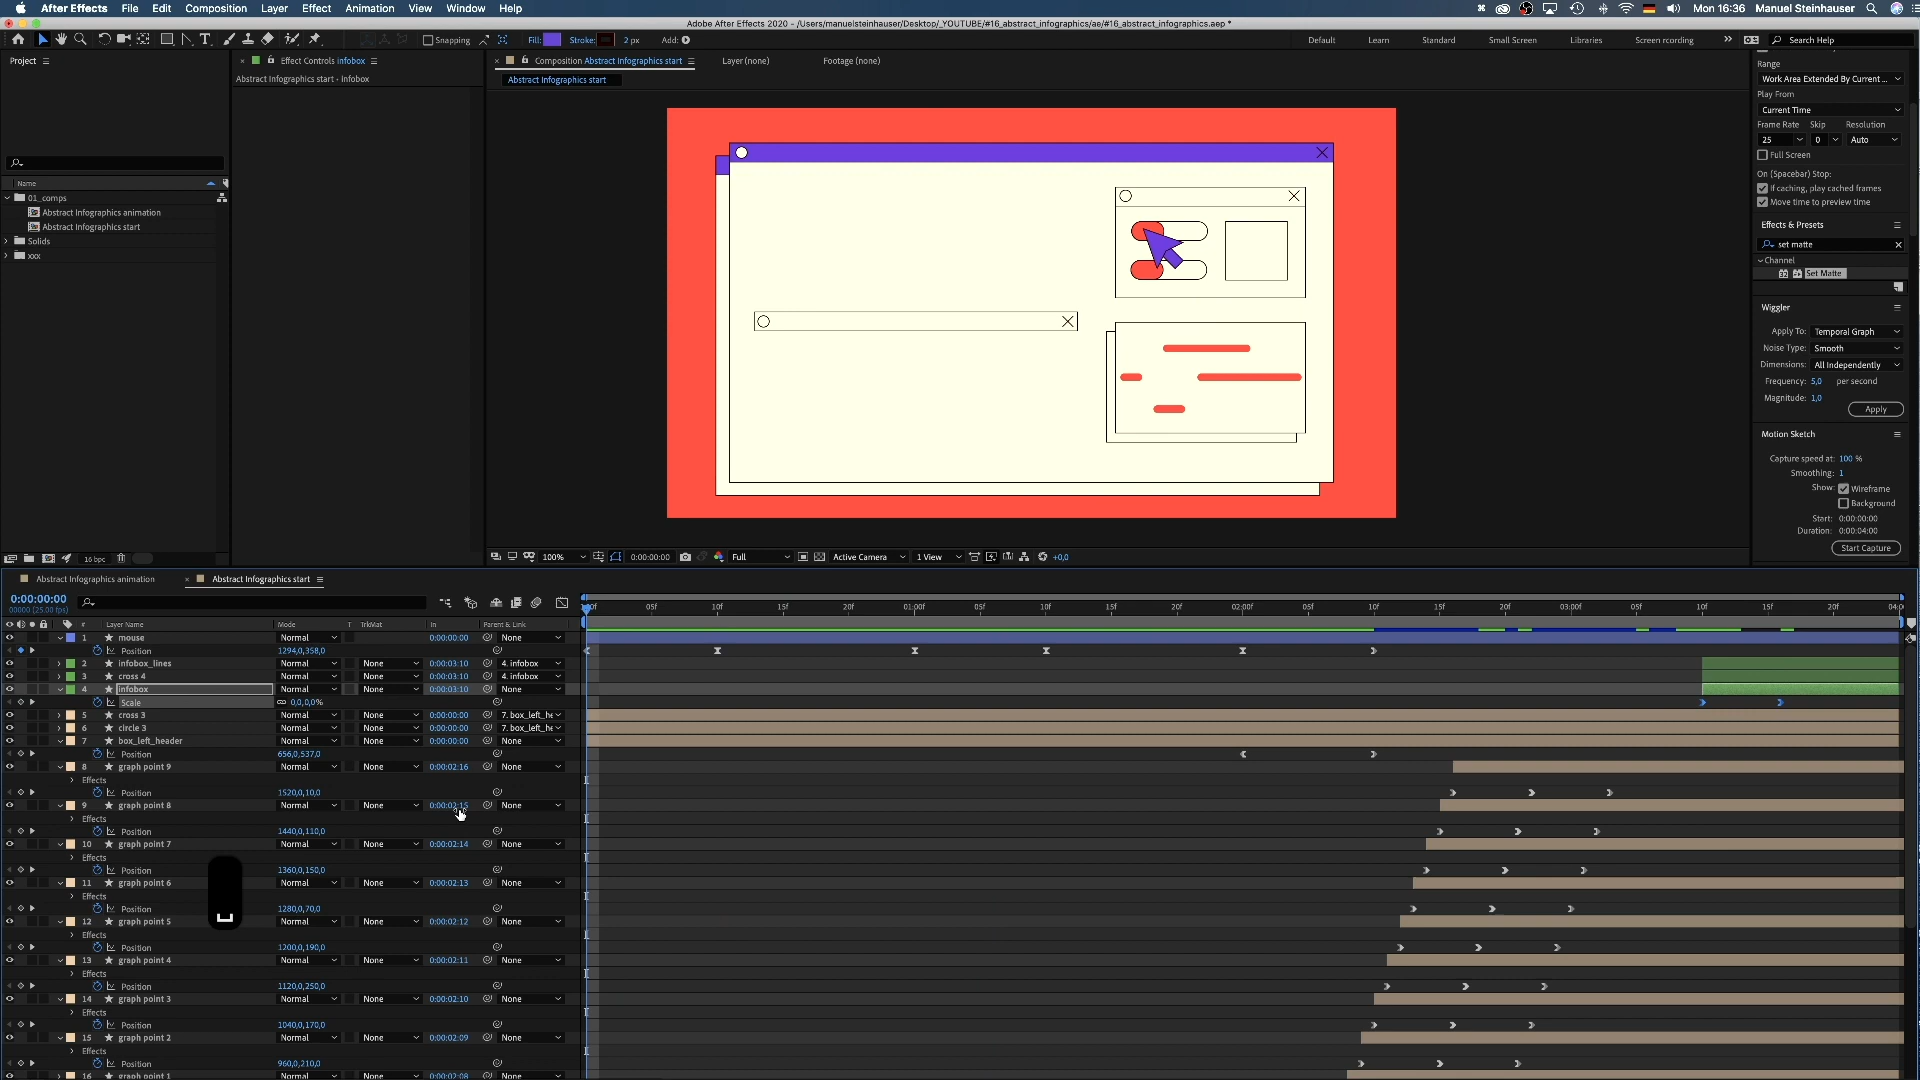 After Effects File Edit Composition Layer Effect Animation View Window Help
Mon 16:36 Manuel Steinhauser
Adobe After Effects 2020 - /Users/manuelsteinhauser/Desktop/_YOUTUBE/#16_abstract_infographics/ae/#16_abstract_infographics.aep *
Snapping Fill: Stroke: 2 px Add: Default Learn Standard Small Screen Libraries Screen rcording Search Help
Project Effect Controls infobox Composition Abstract Infographics start Layer (none) Footage (none)
Abstract Infographics start • infobox
Abstract Infographics start
Name
01_comps
Abstract Infographics animation
Abstract Infographics start
Solids
xxx
16 bpc
100% 0:00:00:00 Full Active Camera 1 View +0,0
Range
Work Area Extended By Current ...
Play From
Current Time
Frame Rate Skip Resolution
25 0 Auto
Full Screen
On (Spacebar) Stop:
If caching, play cached frames
Move time to preview time
Effects & Presets
set matte
Channel
Set Matte
Wiggler
Apply To: Temporal Graph
Noise Type: Smooth
Dimensions: All Independently
Frequency: 5,0 per second
Magnitude: 1,0
Apply
Motion Sketch
Capture speed at: 100 %
Smoothing: 1
Show: Wireframe
Background
Start: 0:00:00:00
Duration: 0:00:04:00
Start Capture
Abstract Infographics animation Abstract Infographics start
0:00:00:00
00000 (25.00 fps)
05f 10f 15f 20f 01:00f 05f 10f 15f 20f 02:00f 05f 10f 15f 20f 03:00f 05f 10f 15f 20f
# Layer Name Mode T TrkMat In Parent & Link
1 mouse Normal 0:00:00:00 None
Position 1294,0,358,0
2 infobox_lines Normal None 0:00:03:10 4. infobox
3 cross 4 Normal None 0:00:03:10 4. infobox
4 infobox Normal None 0:00:03:10 None
Scale 0,0,0,0%
5 cross 3 Normal None 0:00:00:00 7. box_left_he
6 circle 3 Normal None 0:00:00:00 7. box_left_he
7 box_left_header Normal None 0:00:00:00 None
Position 656,0,537,0
8 graph point 9 Normal None 0:00:02:16 None
Effects
Position 1520,0,10,0
9 graph point 8 Normal None 0:00:02:15 None
Effects
Position 1440,0,110,0
10 graph point 7 Normal None 0:00:02:14 None
Effects
Position 1360,0,150,0
11 graph point 6 Normal None 0:00:02:13 None
Effects
Position 1280,0,70,0
12 graph point 5 Normal None 0:00:02:12 None
Effects
Position 1200,0,190,0
13 graph point 4 Normal None 0:00:02:11 None
Effects
Position 1120,0,250,0
14 graph point 3 Normal None 0:00:02:10 None
Effects
Position 1040,0,170,0
15 graph point 2 Normal None 0:00:02:09 None
Effects
Position 960,0,210,0
16 graph point 1 Normal None 0:00:02:08 None